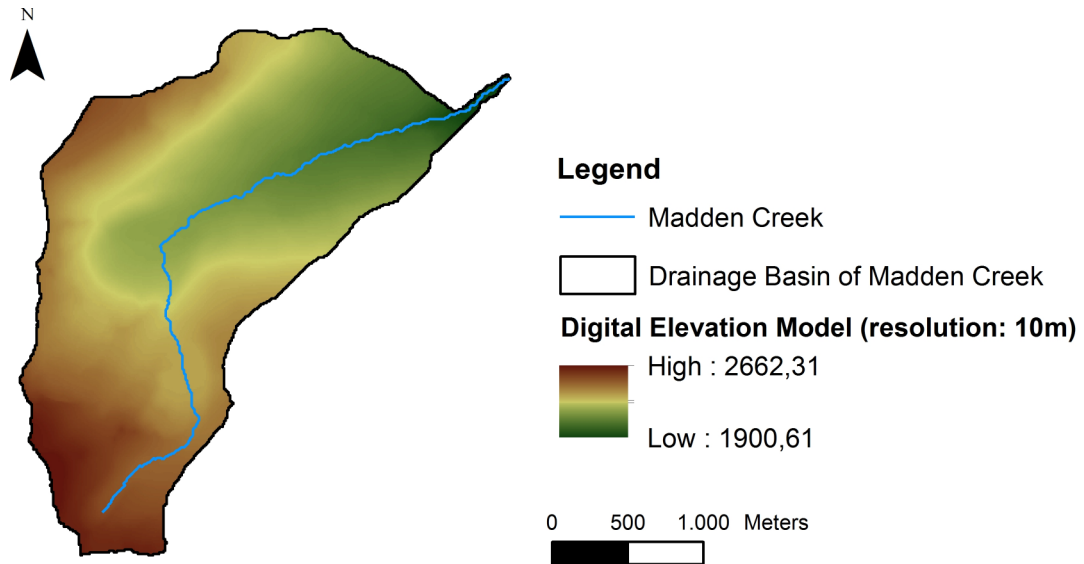 N
Legend
Madden Creek
Drainage Basin of Madden Creek
Digital Elevation Model (resolution: 10m)
High : 2662,31
Low : 1900,61
0 500 1.000 Meters